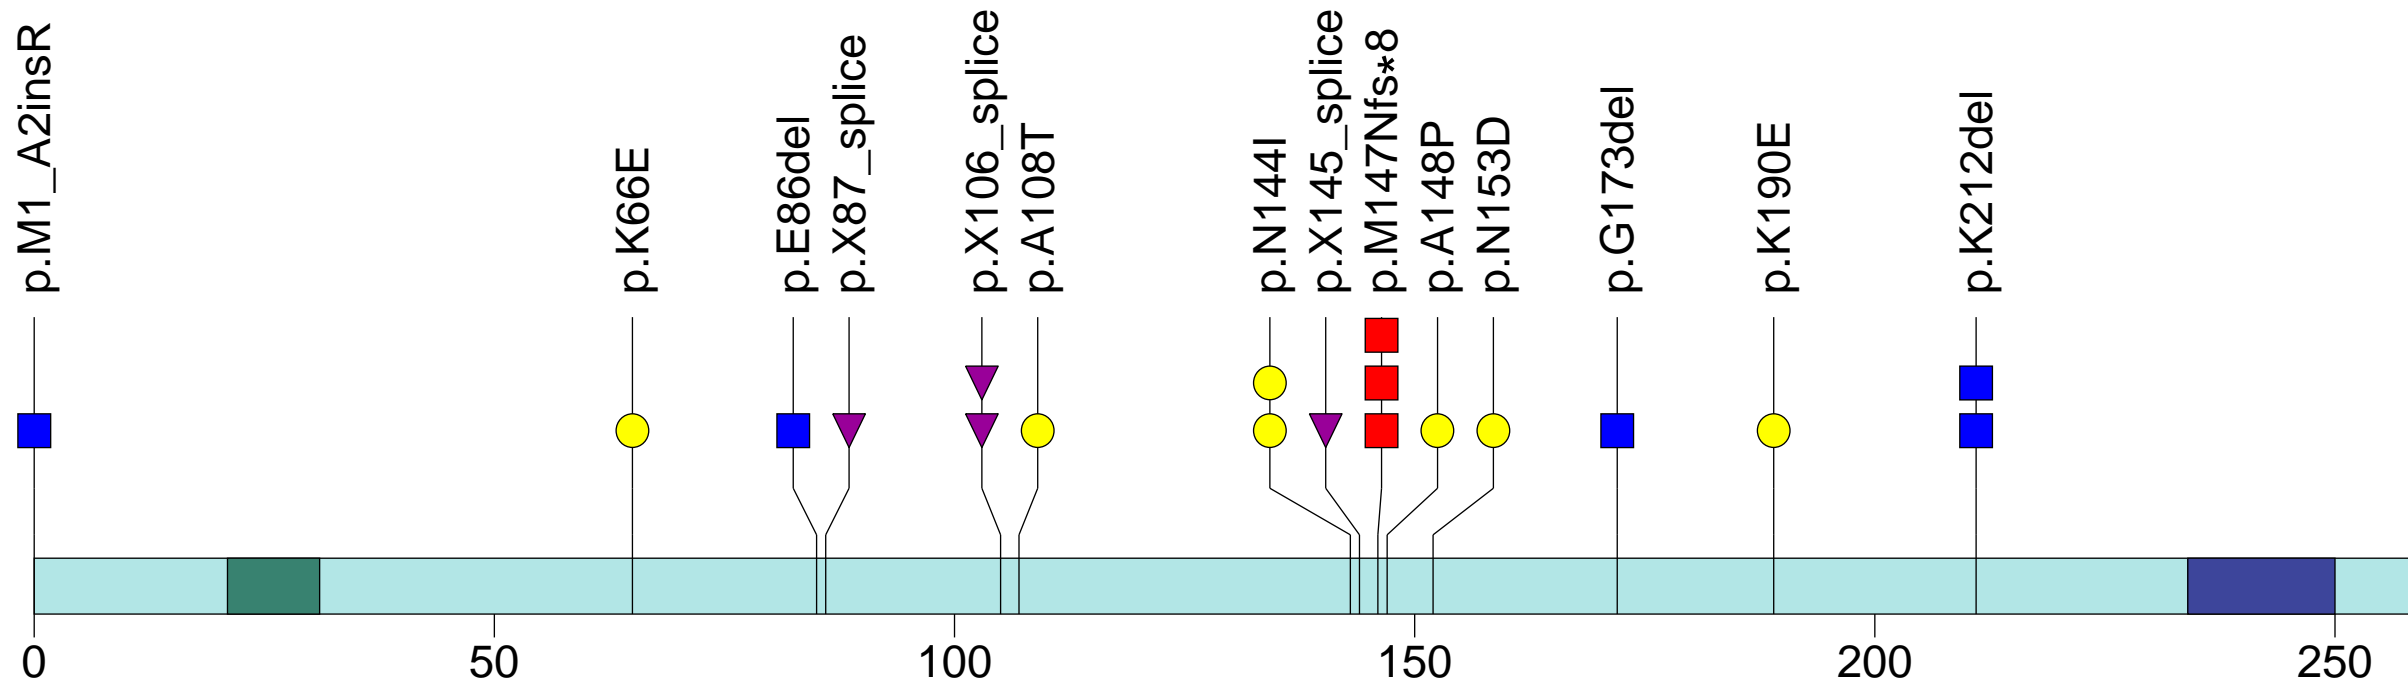 p.M1_A2insR
p.K66E
p.E86del
p.X87_splice
p.X106_splice
p.A108T
p.N144I
p.X145_splice
p.M147Nfs*8
p.A148P
p.N153D
p.G173del
p.K190E
p.K212del
0 50 100 150 200 250